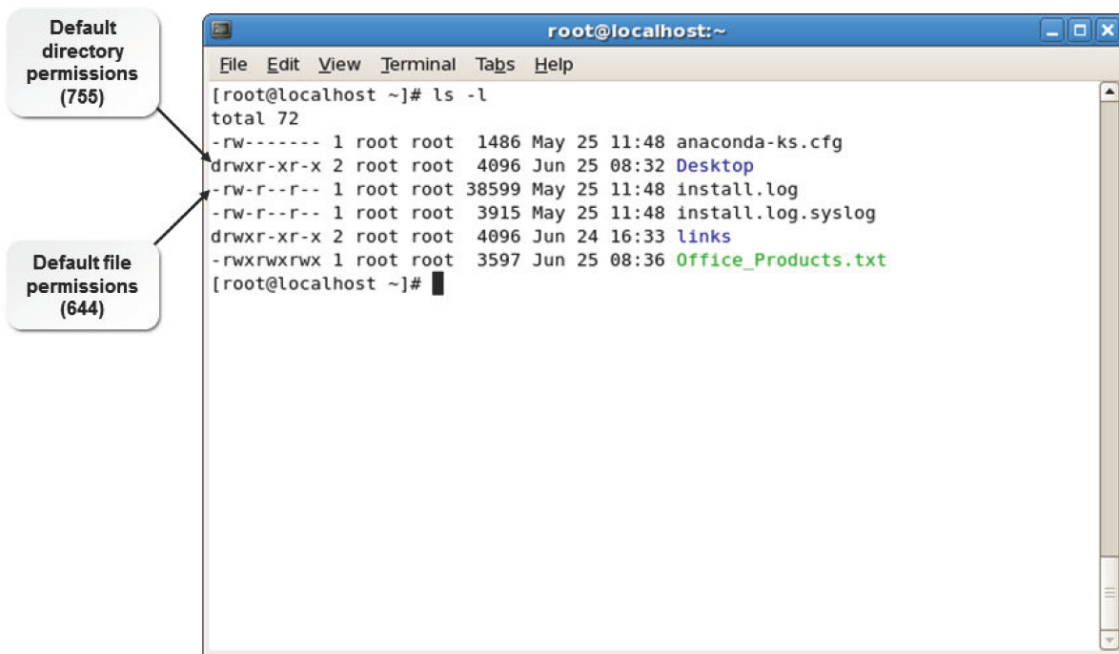 Default
directory
permissions
(755)
Default file
permissions
(644)
root@localhost:~
File Edit View Terminal Tabs Help
[root@localhost ~]# ls -l
total 72
-rw------- 1 root root  1486 May 25 11:48 anaconda-ks.cfg
drwxr-xr-x 2 root root  4096 Jun 25 08:32 Desktop
-rw-r--r-- 1 root root 38599 May 25 11:48 install.log
-rw-r--r-- 1 root root  3915 May 25 11:48 install.log.syslog
drwxr-xr-x 2 root root  4096 Jun 24 16:33 links
-rwxrwxrwx 1 root root  3597 Jun 25 08:36 Office_Products.txt
[root@localhost ~]#